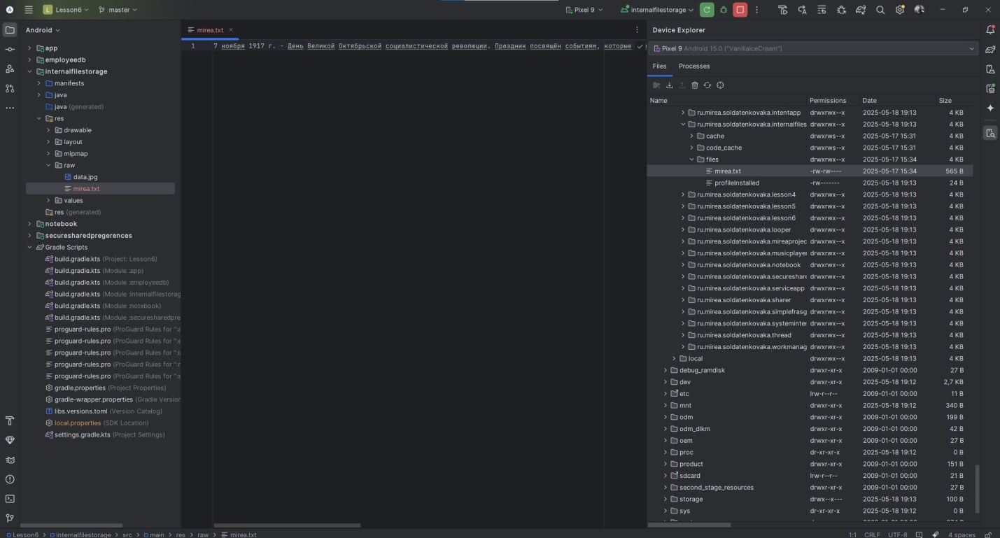 Lesson6 master Pixel 9 internalfilestorage
Android
app
employeedb
internalfilestorage
manifests
java
java (generated)
res
drawable
layout
mipmap
raw
data.jpg
mirea.txt
values
res (generated)
notebook
securesharedpregerences
Gradle Scripts
build.gradle.kts (Project: Lesson6)
build.gradle.kts (Module :app)
build.gradle.kts (Module :employeedb)
build.gradle.kts (Module :internalfilestorag
build.gradle.kts (Module :notebook)
build.gradle.kts (Module :securesharedpre
proguard-rules.pro (ProGuard Rules for ":a
proguard-rules.pro (ProGuard Rules for ":e
proguard-rules.pro (ProGuard Rules for ":i
proguard-rules.pro (ProGuard Rules for ":r
proguard-rules.pro (ProGuard Rules for ":s
gradle.properties (Project Properties)
gradle-wrapper.properties (Gradle Version
libs.versions.toml (Version Catalog)
local.properties (SDK Location)
settings.gradle.kts (Project Settings)
mirea.txt
1 7 ноября 1917 г. - День Великой Октябрьской социалистической революции. Праздник посвящён событиям, которые
Device Explorer
Pixel 9 Android 15.0 ("VanillaIceCream")
Files Processes
Name Permissions Date Size
ru.mirea.soldatenkovaka.intentapp drwxrwx--x 2025-05-18 19:13 4 KB
ru.mirea.soldatenkovaka.internalfiles drwxrwx--x 2025-05-18 19:13 4 KB
cache drwxrws--x 2025-05-17 15:31 4 KB
code_cache drwxrws--x 2025-05-17 15:31 4 KB
files drwxrwx--x 2025-05-17 15:34 4 KB
mirea.txt -rw-rw---- 2025-05-17 15:34 565 B
profileInstalled -rw------- 2025-05-18 19:13 24 B
ru.mirea.soldatenkovaka.lesson4 drwxrwx--x 2025-05-18 19:13 4 KB
ru.mirea.soldatenkovaka.lesson5 drwxrwx--x 2025-05-18 19:13 4 KB
ru.mirea.soldatenkovaka.lesson6 drwxrwx--x 2025-05-18 19:13 4 KB
ru.mirea.soldatenkovaka.looper drwxrwx--x 2025-05-18 19:13 4 KB
ru.mirea.soldatenkovaka.mireaprojec drwxrwx--x 2025-05-18 19:13 4 KB
ru.mirea.soldatenkovaka.musicplaye drwxrwx--x 2025-05-18 19:13 4 KB
ru.mirea.soldatenkovaka.notebook drwxrwx--x 2025-05-18 19:13 4 KB
ru.mirea.soldatenkovaka.secureshare drwxrwx--x 2025-05-18 19:13 4 KB
ru.mirea.soldatenkovaka.serviceapp drwxrwx--x 2025-05-18 19:13 4 KB
ru.mirea.soldatenkovaka.sharer drwxrwx--x 2025-05-18 19:13 4 KB
ru.mirea.soldatenkovaka.simplefrasg drwxrwx--x 2025-05-18 19:13 4 KB
ru.mirea.soldatenkovaka.systeminter drwxrwx--x 2025-05-18 19:13 4 KB
ru.mirea.soldatenkovaka.thread drwxrwx--x 2025-05-18 19:13 4 KB
ru.mirea.soldatenkovaka.workmanag drwxrwx--x 2025-05-18 19:13 4 KB
local drwxrwx--x 2025-05-18 19:13 4 KB
debug_ramdisk drwxr-xr-x 2009-01-01 00:00 27 B
dev drwxr-xr-x 2025-05-18 19:12 2,7 KB
etc lrw-r--r-- 2009-01-01 00:00 11 B
mnt drwxr-xr-x 2025-05-18 19:12 340 B
odm drwxr-xr-x 2009-01-01 00:00 199 B
odm_dlkm drwxr-xr-x 2009-01-01 00:00 42 B
oem drwxr-xr-x 2009-01-01 00:00 27 B
proc dr-xr-xr-x 2025-05-18 19:12 0 B
product drwxr-xr-x 2009-01-01 00:00 151 B
sdcard lrw-r--r-- 2009-01-01 00:00 21 B
second_stage_resources drwxr-xr-x 2009-01-01 00:00 27 B
storage drwx--x--- 2025-05-18 19:13 100 B
sys dr-xr-xr-x 2025-05-18 19:12 0 B
Lesson6 > internalfilestorage > src > main > res > raw > mirea.txt 1:1 CRLF UTF-8 4 spaces